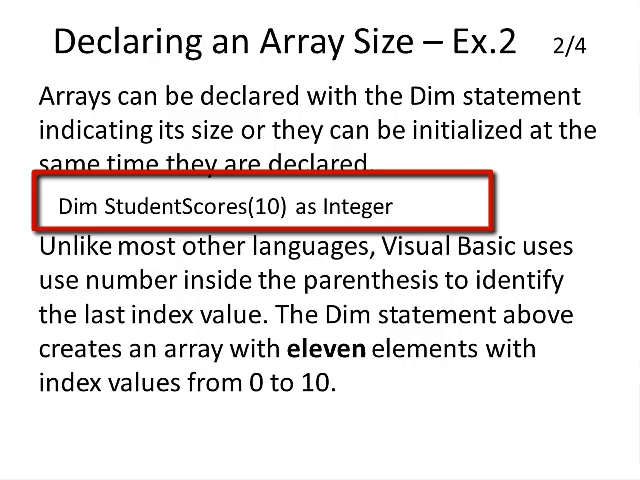 Declaring an Array Size – Ex.2 2/4
Arrays can be declared with the Dim statement
indicating its size or they can be initialized at the
same time they are declared.
Dim StudentScores(10) as Integer
Unlike most other languages, Visual Basic uses
use number inside the parenthesis to identify
the last index value. The Dim statement above
creates an array with eleven elements with
index values from 0 to 10.